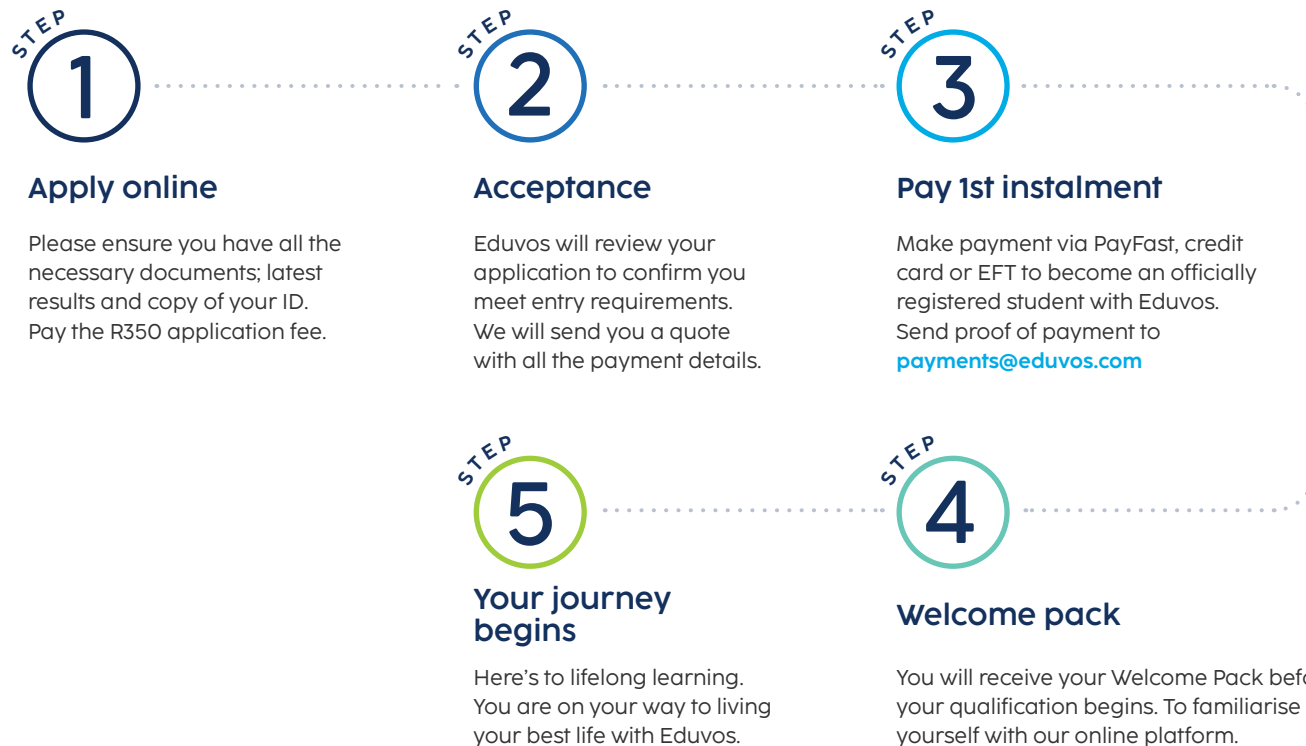 STEP
1
Apply online
Please ensure you have all the
necessary documents; latest
results and copy of your ID.
Pay the R350 application fee.
STEP
2
Acceptance
Eduvos will review your
application to confirm you
meet entry requirements.
We will send you a quote
with all the payment details.
STEP
3
Pay 1st instalment
Make payment via PayFast, credit
card or EFT to become an officially
registered student with Eduvos.
Send proof of payment to
payments@eduvos.com
STEP
4
Welcome pack
You will receive your Welcome Pack
your qualification begins. To familiarise
yourself with our online platform.
STEP
5
Your journey
begins
Here's to lifelong learning.
You are on your way to living
your best life with Eduvos.